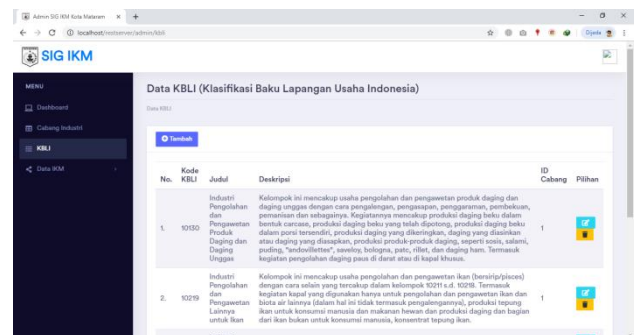 Admin SIG IKM Kota Mataram
localhost/restserver/admin/kbli
Dijeda
SIG IKM
MENU
Dashboard
Cabang Industri
KBLI
Data IKM
Data KBLI (Klasifikasi Baku Lapangan Usaha Indonesia)
Data KBLI
Tambah
No. Kode KBLI Judul Deskripsi ID Cabang Pilihan
1. 10130
Industri
Pengolahan
dan
Pengawetan
Produk
Daging dan
Daging
Unggas
Kelompok ini mencakup usaha pengolahan dan pengawetan produk daging dan
daging unggas dengan cara pengalengan, pengasapan, penggaraman, pembekuan,
pemanisan dan sebagainya. Kegiatannya mencakup produksi daging beku dalam
bentuk carcase, produksi daging beku yang telah dipotong, produksi daging beku
dalam porsi tersendiri, produksi daging yang dikeringkan, daging yang diasinkan
atau daging yang diasapkan, produksi produk-produk daging, seperti sosis, salami,
puding, "andovillettes", saveloy, bologna, patc, rillet, dan daging ham. Termasuk
kegiatan pengolahan daging paus di darat atau di kapal khusus.
1
2. 10219
Industri
Pengolahan
dan
Pengawetan
Lainnya
untuk Ikan
Kelompok ini mencakup usaha pengolahan dan pengawetan ikan (bersirip/pisces)
dengan cara selain yang tercakup dalam kelompok 10211 s.d. 10218. Termasuk
kegiatan kapal yang digunakan hanya untuk pengolahan dan pengawetan ikan dan
biota air lainnya (dalam hal ini tidak termasuk pengalengannya), produksi tepung
ikan untuk konsumsi manusia dan makanan hewan dan produksi daging dan bagian
dari ikan bukan untuk konsumsi manusia, konsentrat tepung ikan.
1